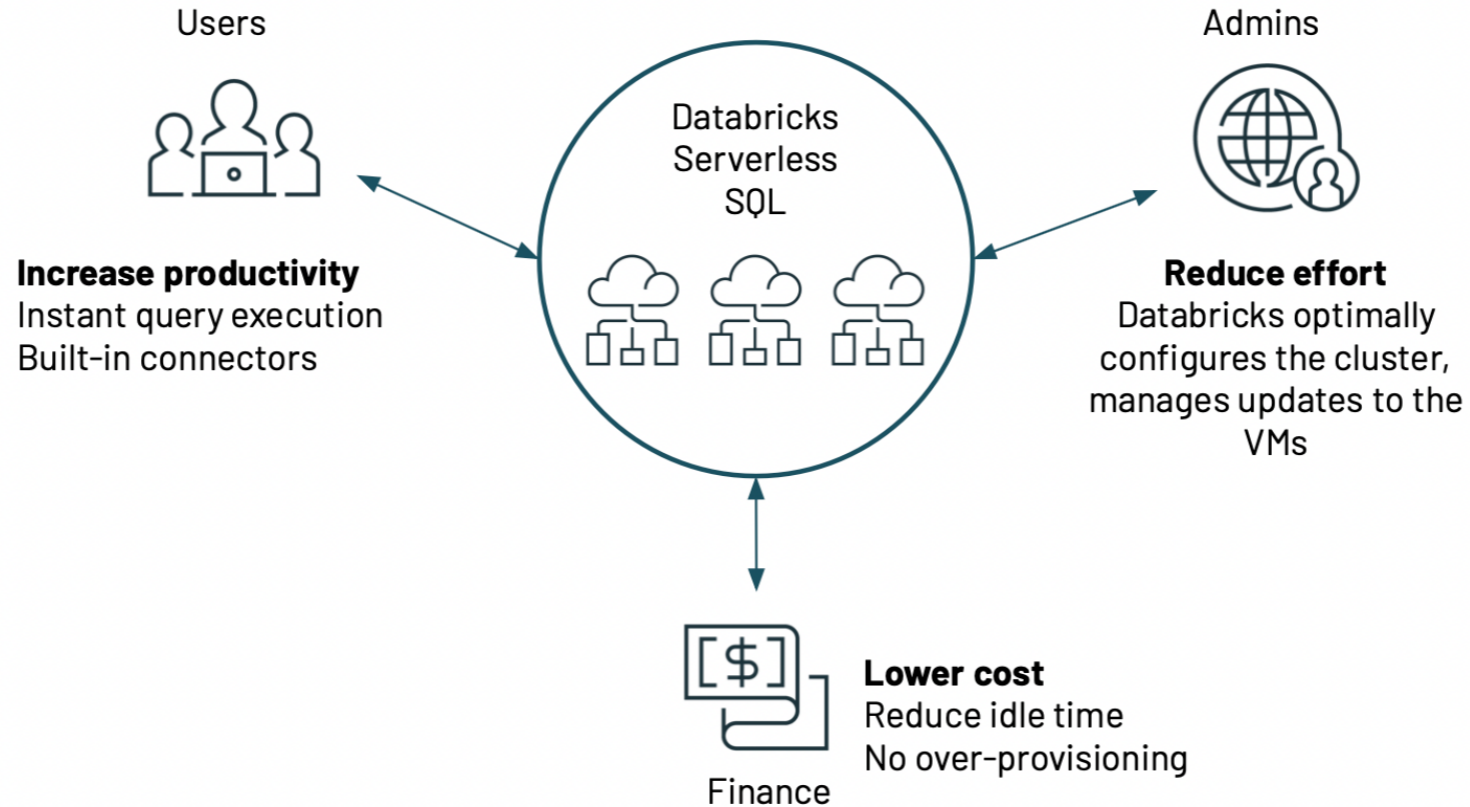 Users
Admins
Databricks
Serverless
SQL
Increase productivity
Instant query execution
Built-in connectors
Reduce effort
Databricks optimally
configures the cluster,
manages updates to the
VMs
[$]
Lower cost
Reduce idle time
No over-provisioning
Finance